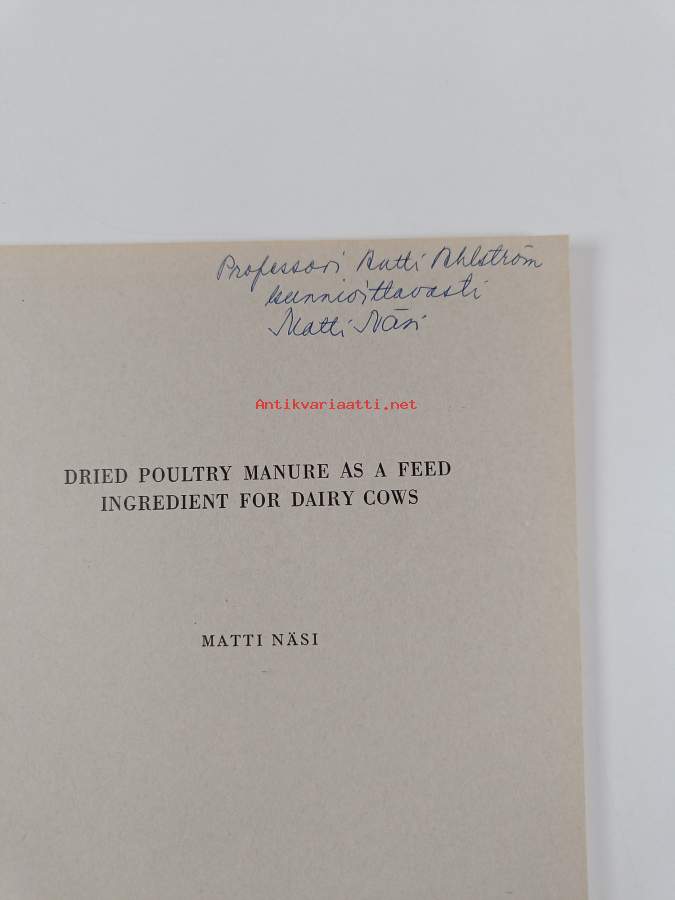 Professori Antti Ahlström
kunnioittavasti
Matti Näsi
Antikvariaatti.net
DRIED POULTRY MANURE AS A FEED
INGREDIENT FOR DAIRY COWS
MATTI NÄSI